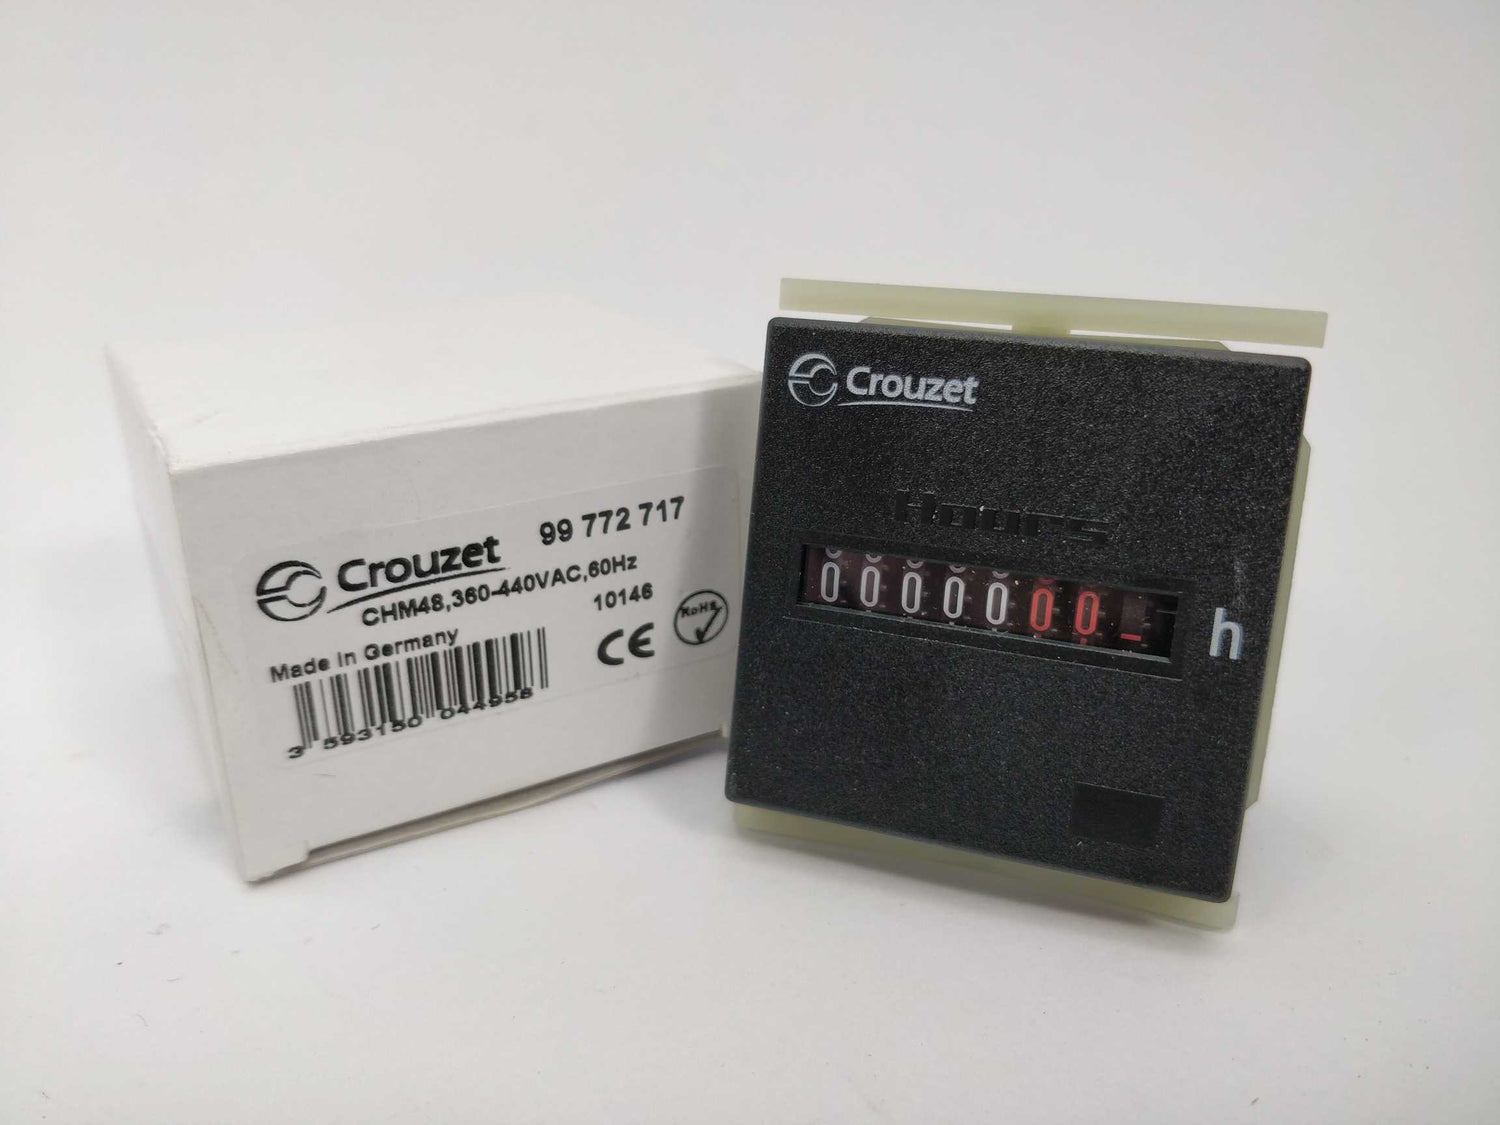 Crouzet 99 772 717
CHM48,360-440VAC,60Hz
10146
Made in Germany
CE RoHS
3 593150 044958
Crouzet
Hours
0000000
h